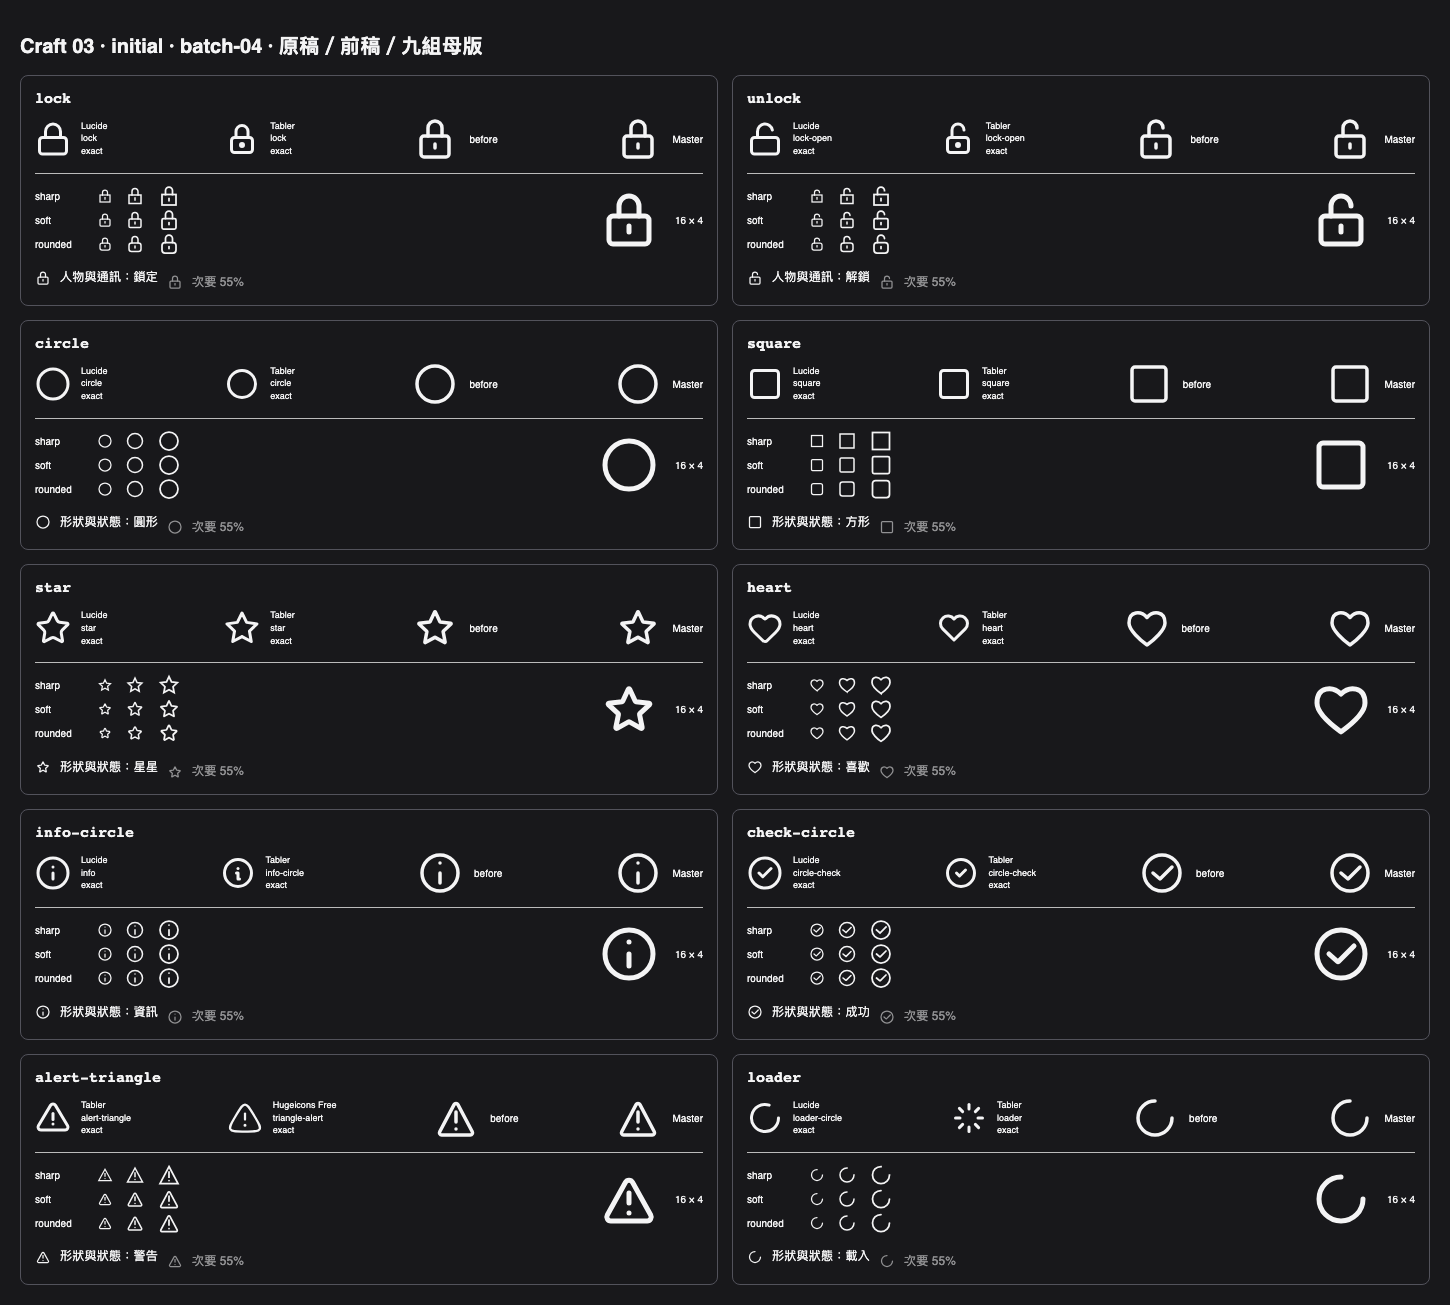 Craft 03 · initial · batch-04 · 原稿 / 前稿 / 九組母版
lock
Lucide
lock
exact
Tabler
lock
exact
before
Master
sharp
soft
rounded
16 × 4
人物與通訊：鎖定
次要 55%
unlock
Lucide
lock-open
exact
Tabler
lock-open
exact
before
Master
sharp
soft
rounded
16 × 4
人物與通訊：解鎖
次要 55%
circle
Lucide
circle
exact
Tabler
circle
exact
before
Master
sharp
soft
rounded
16 × 4
形狀與狀態：圓形
次要 55%
square
Lucide
square
exact
Tabler
square
exact
before
Master
sharp
soft
rounded
16 × 4
形狀與狀態：方形
次要 55%
star
Lucide
star
exact
Tabler
star
exact
before
Master
sharp
soft
rounded
16 × 4
形狀與狀態：星星
次要 55%
heart
Lucide
heart
exact
Tabler
heart
exact
before
Master
sharp
soft
rounded
16 × 4
形狀與狀態：喜歡
次要 55%
info-circle
Lucide
info
exact
Tabler
info-circle
exact
before
Master
sharp
soft
rounded
16 × 4
形狀與狀態：資訊
次要 55%
check-circle
Lucide
circle-check
exact
Tabler
circle-check
exact
before
Master
sharp
soft
rounded
16 × 4
形狀與狀態：成功
次要 55%
alert-triangle
Tabler
alert-triangle
exact
Hugeicons Free
triangle-alert
exact
before
Master
sharp
soft
rounded
16 × 4
形狀與狀態：警告
次要 55%
loader
Lucide
loader-circle
exact
Tabler
loader
exact
before
Master
sharp
soft
rounded
16 × 4
形狀與狀態：載入
次要 55%